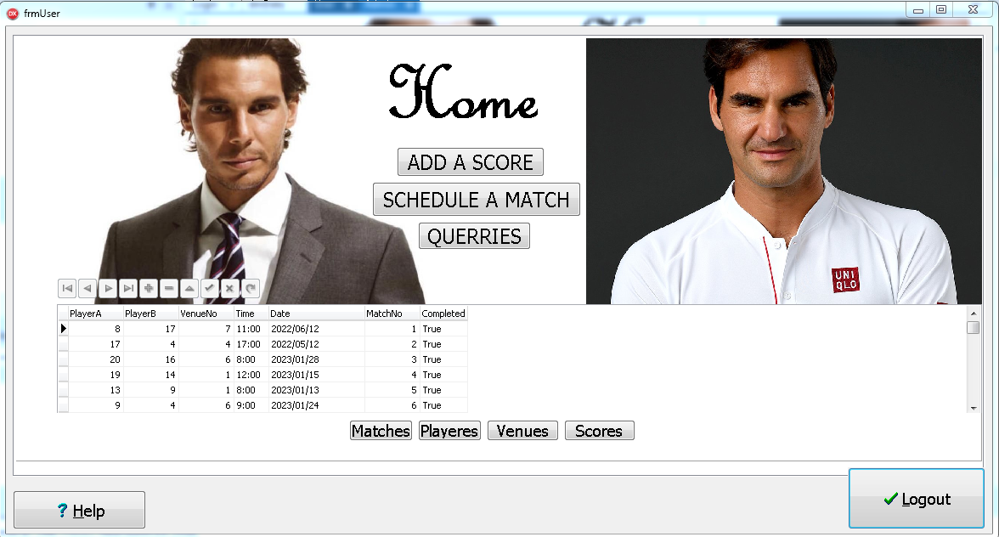 frmUser
Home
ADD A SCORE
SCHEDULE A MATCH
QUERRIES
UNI
QLO
PlayerA PlayerB VenueNo Time Date MatchNo Completed
8 17 7 11:00 2022/06/12 1 True
17 4 4 17:00 2022/05/12 2 True
20 16 6 8:00 2023/01/28 3 True
19 14 1 12:00 2023/01/15 4 True
13 9 1 8:00 2023/01/13 5 True
9 4 6 9:00 2023/01/24 6 True
Matches Playeres Venues Scores
? Help Logout